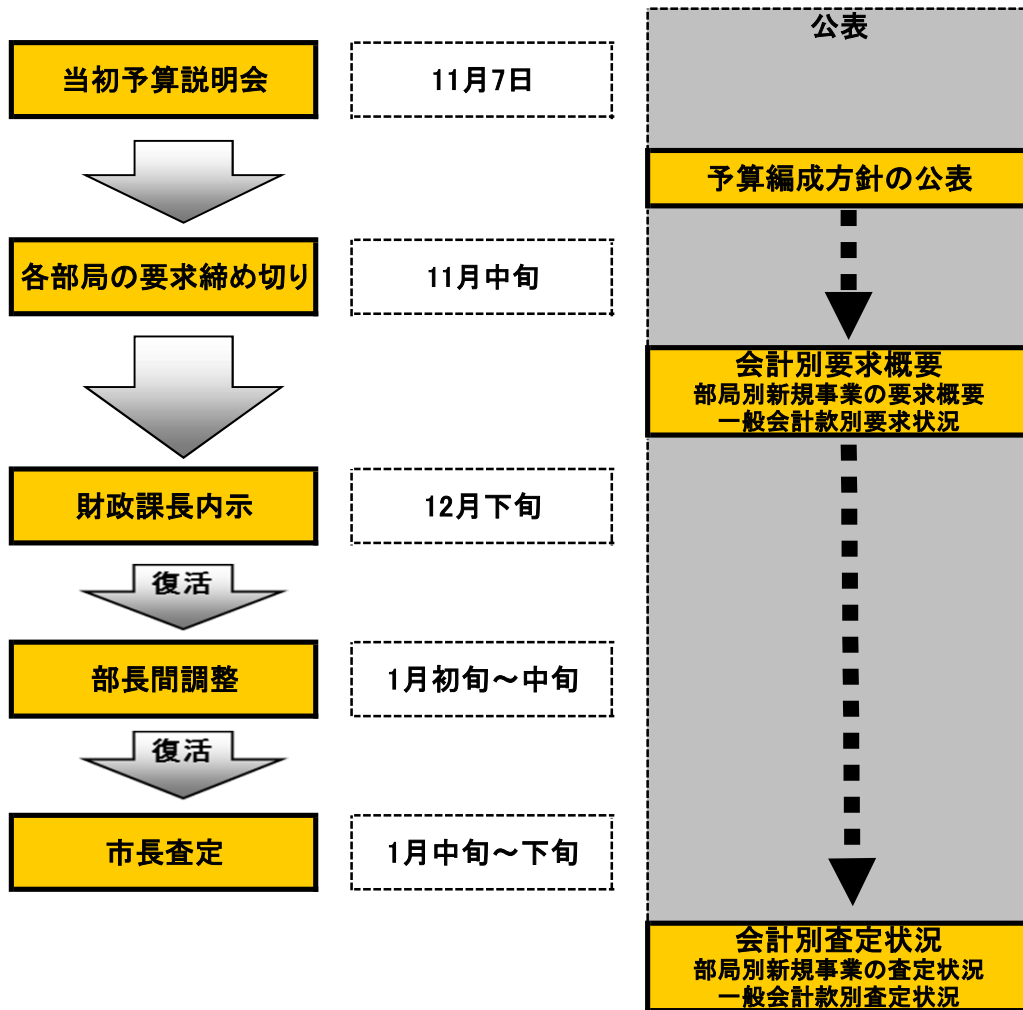 公表
当初予算説明会
11月7日
予算編成方針の公表
各部局の要求締め切り
11月中旬
会計別要求概要
部局別新規事業の要求概要
一般会計款別要求状況
財政課長内示
12月下旬
復活
部長間調整
1月初旬～中旬
復活
市長査定
1月中旬～下旬
会計別査定状況
部局別新規事業の査定状況
一般会計款別査定状況